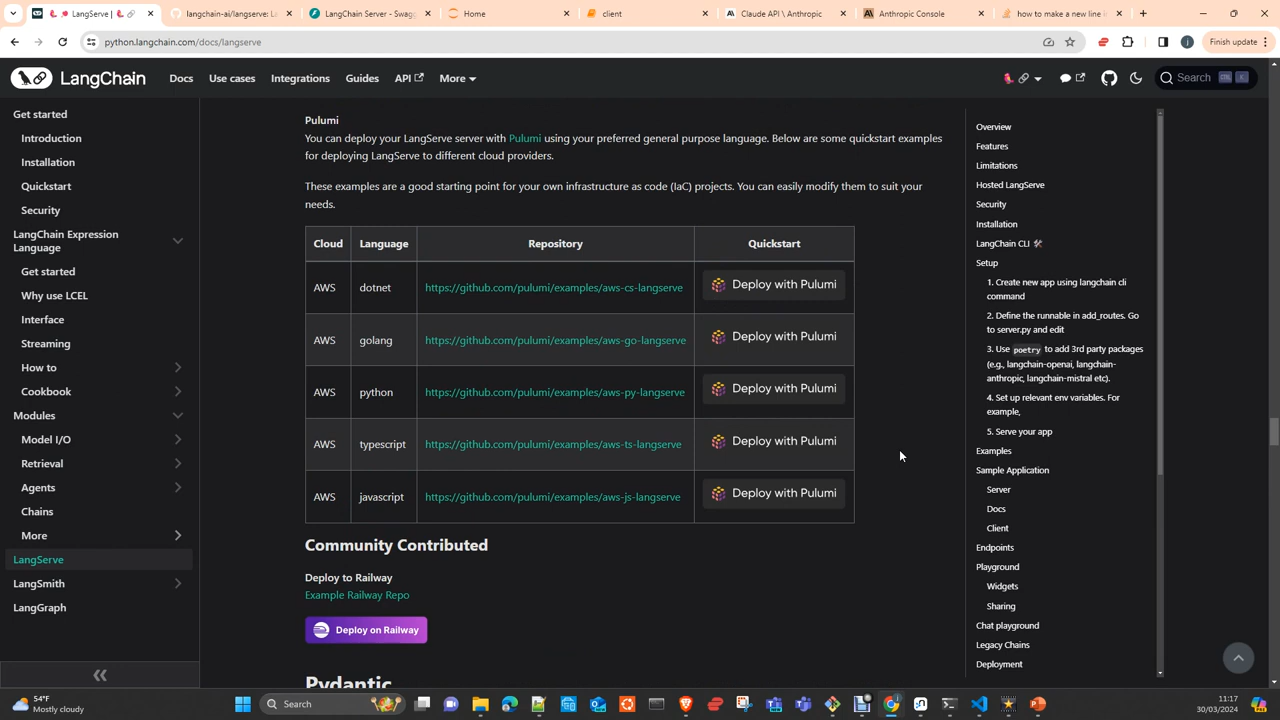 LangServe | 🦜️🔗
langchain-ai/langserve: L
LangChain Server - Swagg
Home
client
Claude API \ Anthropic
Anthropic Console
how to make a new line i
python.langchain.com/docs/langserve
Finish update
LangChain
Docs
Use cases
Integrations
Guides
API
More
Search
Ctrl
K
Get started
Introduction
Installation
Quickstart
Security
LangChain Expression
Language
Get started
Why use LCEL
Interface
Streaming
How to
Cookbook
Modules
Model I/O
Retrieval
Agents
Chains
More
LangServe
LangSmith
LangGraph
Pulumi
You can deploy your LangServe server with Pulumi using your preferred general purpose language. Below are some quickstart examples
for deploying LangServe to different cloud providers.
These examples are a good starting point for your own infrastructure as code (IaC) projects. You can easily modify them to suit your
needs.
Cloud Language Repository Quickstart
AWS dotnet https://github.com/pulumi/examples/aws-cs-langserve Deploy with Pulumi
AWS golang https://github.com/pulumi/examples/aws-go-langserve Deploy with Pulumi
AWS python https://github.com/pulumi/examples/aws-py-langserve Deploy with Pulumi
AWS typescript https://github.com/pulumi/examples/aws-ts-langserve Deploy with Pulumi
AWS javascript https://github.com/pulumi/examples/aws-js-langserve Deploy with Pulumi
Community Contributed
Deploy to Railway
Example Railway Repo
Deploy on Railway
Pydantic
Overview
Features
Limitations
Hosted LangServe
Security
Installation
LangChain CLI 🛠️
Setup
1. Create new app using langchain cli
command
2. Define the runnable in add_routes. Go
to server.py and edit
3. Use poetry to add 3rd party packages
(e.g., langchain-openai, langchain-
anthropic, langchain-mistral etc).
4. Set up relevant env variables. For
example,
5. Serve your app
Examples
Sample Application
Server
Docs
Client
Endpoints
Playground
Widgets
Sharing
Chat playground
Legacy Chains
Deployment
54°F
Mostly cloudy
Search
11:17
30/03/2024